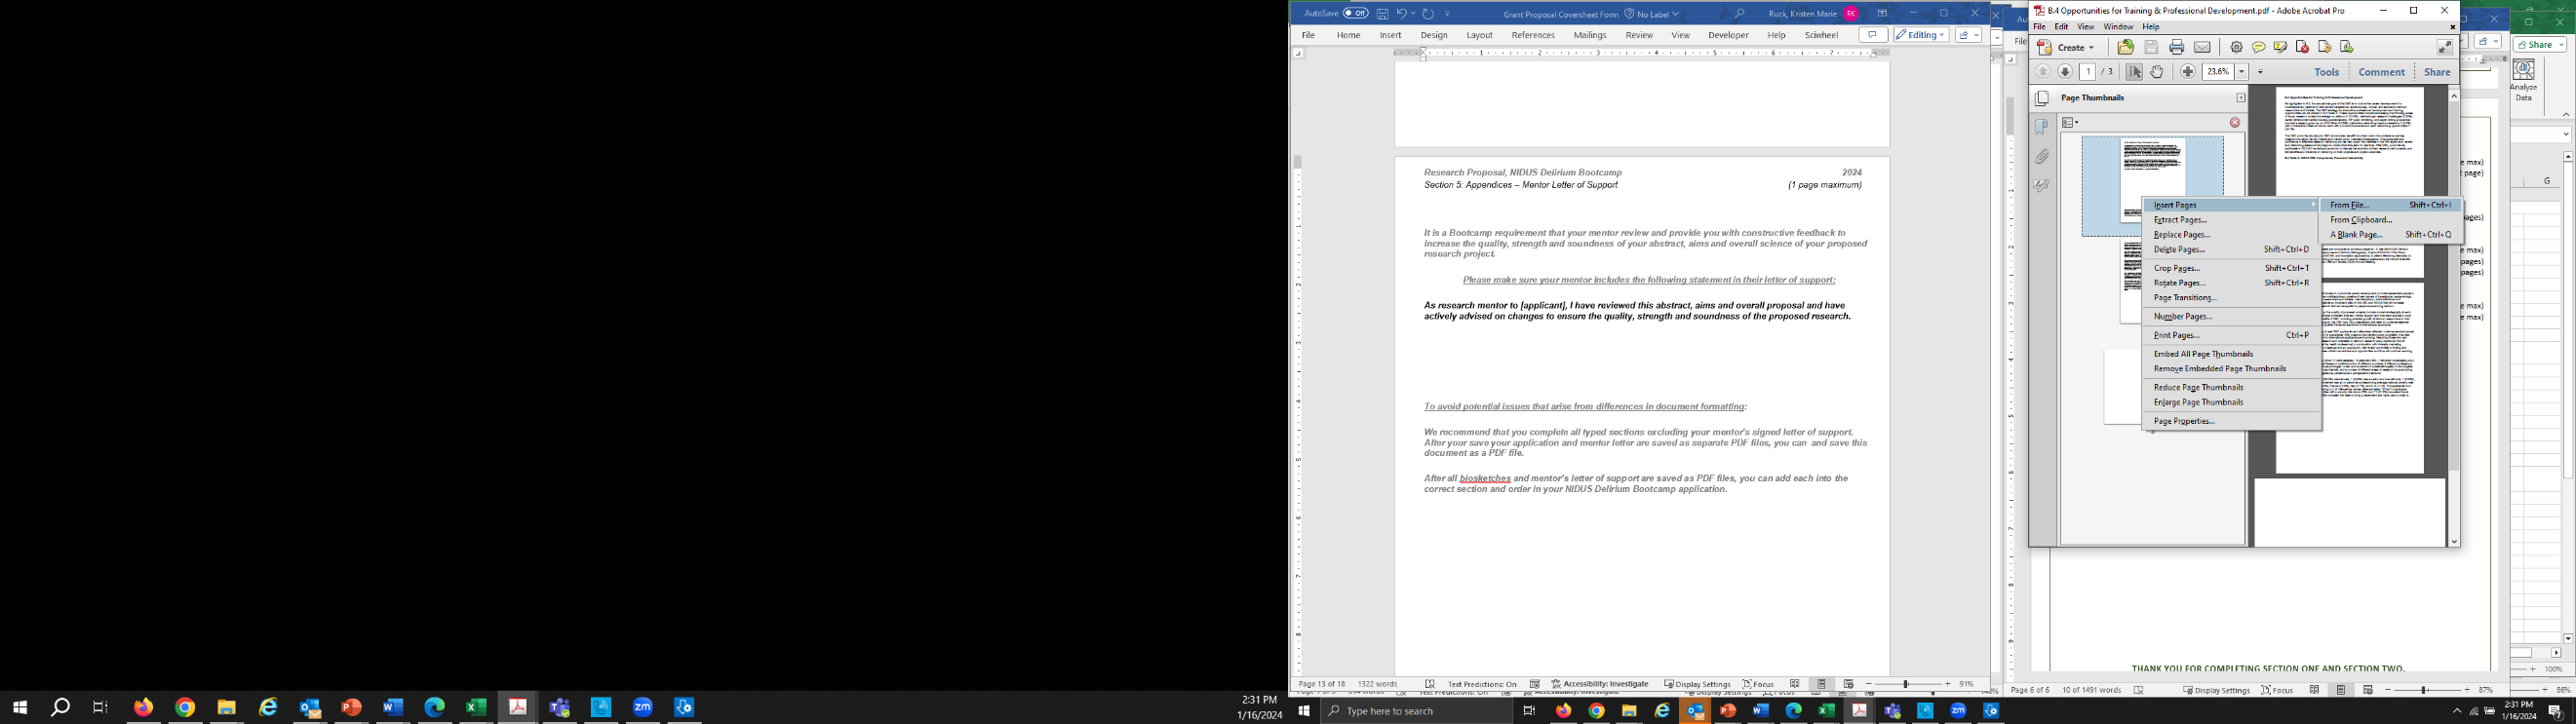 AutoSave Off
Grant Proposal Coversheet Form
No Label
Ruck, Kristen Marie
RK
File Home Insert Design Layout References Mailings Review View Developer Help Sciwheel
Editing
Research Proposal, NIDUS Delirium Bootcamp 2024
Section 5: Appendices – Mentor Letter of Support (1 page maximum)
It is a Bootcamp requirement that your mentor review and provide you with constructive feedback to
increase the quality, strength and soundness of your abstract, aims and overall science of your proposed
research project.
Please make sure your mentor includes the following statement in their letter of support:
As research mentor to [applicant], I have reviewed this abstract, aims and overall proposal and have
actively advised on changes to ensure the quality, strength and soundness of the proposed research.
To avoid potential issues that arise from differences in document formatting:
We recommend that you complete all typed sections excluding your mentor's signed letter of support.
After your save your application and mentor letter are saved as separate PDF files, you can and save this
document as a PDF file.
After all biosketches and mentor's letter of support are saved as PDF files, you can add each into the
correct section and order in your NIDUS Delirium Bootcamp application.
Page 13 of 18 1322 words Text Predictions: On Accessibility: Investigate Display Settings Focus 91%
B.4 Opportunities for Training & Professional Development.pdf - Adobe Acrobat Pro
File Edit View Window Help
Create
1 / 3 23.6% Tools Comment Share
Page Thumbnails
Insert Pages
Extract Pages...
Replace Pages...
Delete Pages... Shift+Ctrl+D
Crop Pages... Shift+Ctrl+T
Rotate Pages... Shift+Ctrl+R
Page Transitions...
Number Pages...
Print Pages... Ctrl+P
Embed All Page Thumbnails
Remove Embedded Page Thumbnails
Reduce Page Thumbnails
Enlarge Page Thumbnails
Page Properties...
From File... Shift+Ctrl+I
From Clipboard...
A Blank Page... Shift+Ctrl+Q
Share
Analyze
Data
G
THANK YOU FOR COMPLETING SECTION ONE AND SECTION TWO.
Page 6 of 6 10 of 1491 words Display Settings Focus 87%
100%
86%
2:31 PM
1/16/2024
Type here to search
2:31 PM
1/16/2024